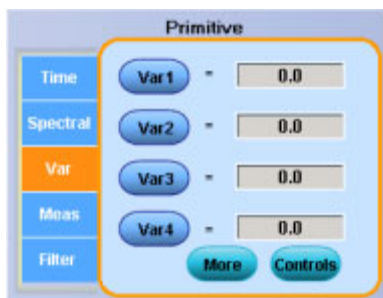 Primitive
Time
Spectral
Var
Meas
Filter
Var1 = 0.0
Var2 = 0.0
Var3 = 0.0
Var4 = 0.0
More Controls